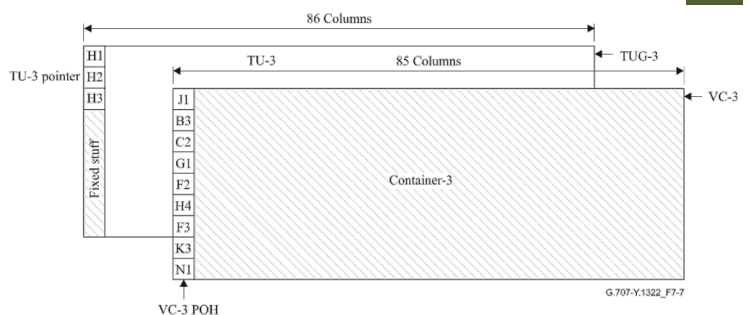 86 Columns
H1
TU-3
85 Columns
TUG-3
TU-3 pointer
H2
H3
J1
VC-3
B3
C2
G1
Fixed stuff
F2
Container-3
H4
F3
K3
N1
G.707-Y.1322_F7-7
VC-3 POH